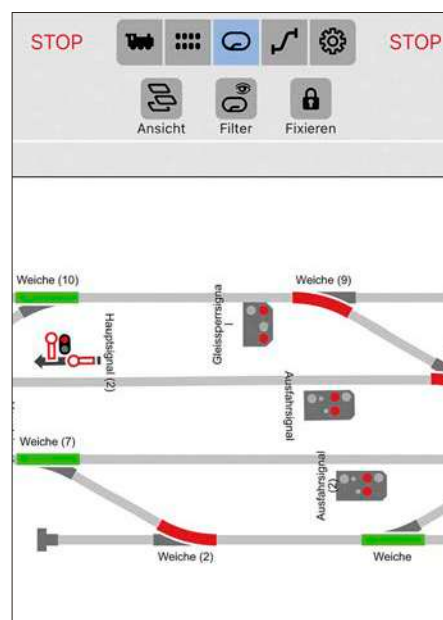 STOP
STOP
Ansicht
Filter
Fixieren
Weiche (10)
Weiche (9)
Gleissperrsigna
l
Hauptsignal (2)
Ausfahrsignal
Weiche (7)
Ausfahrsignal
(2)
Weiche (2)
Weiche